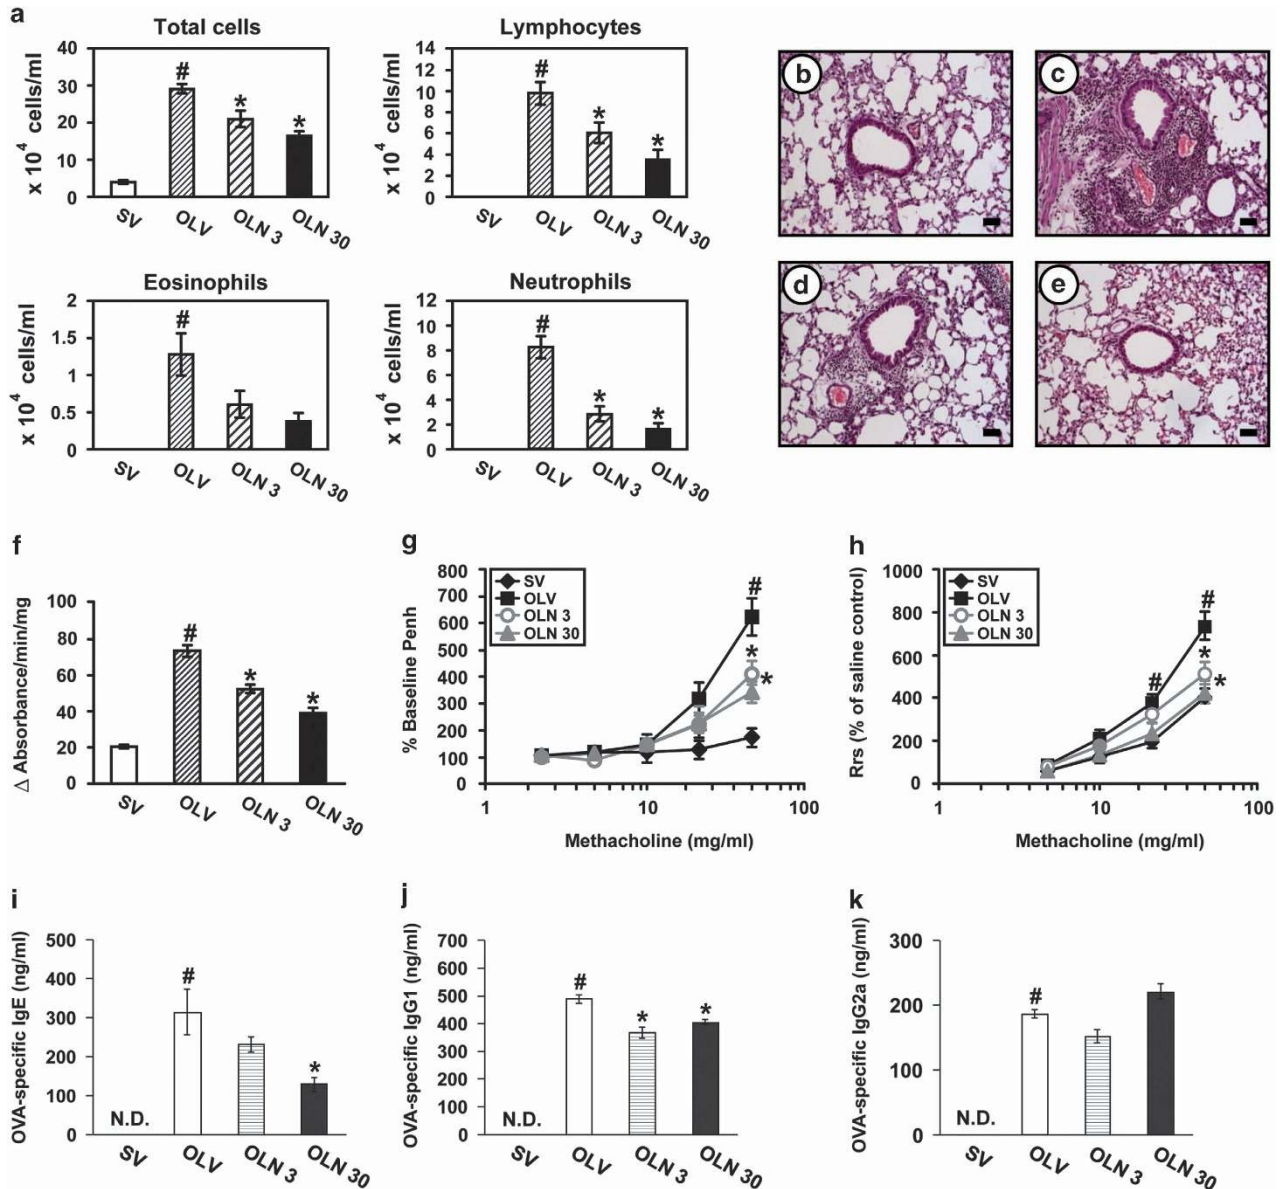 a
Total cells
x 10⁴ cells/ml
40
30
20
10
0
SV
OLV
OLN 3
OLN 30
#
*
*
Lymphocytes
x 10⁴ cells/ml
14
12
10
8
6
4
2
0
SV
OLV
OLN 3
OLN 30
#
*
*
Eosinophils
x 10⁴ cells/ml
2
1.5
1
0.5
0
SV
OLV
OLN 3
OLN 30
#
Neutrophils
x 10⁴ cells/ml
12
10
8
6
4
2
0
SV
OLV
OLN 3
OLN 30
#
*
*
b
c
d
e
f
△ Absorbance/min/mg
100
80
60
40
20
0
SV
OLV
OLN 3
OLN 30
#
*
*
g
% Baseline Penh
800
700
600
500
400
300
200
100
0
SV
OLV
OLN 3
OLN 30
#
*
*
1
10
100
Methacholine (mg/ml)
h
Rrs (% of saline control)
1000
800
600
400
200
0
SV
OLV
OLN 3
OLN 30
#
#
*
*
1
10
100
Methacholine (mg/ml)
i
OVA-specific IgE (ng/ml)
500
400
300
200
100
0
N.D.
#
*
SV
OLV
OLN 3
OLN 30
j
OVA-specific IgG1 (ng/ml)
700
600
500
400
300
200
100
0
N.D.
#
*
*
SV
OLV
OLN 3
OLN 30
k
OVA-specific IgG2a (ng/ml)
300
200
100
0
N.D.
#
SV
OLV
OLN 3
OLN 30